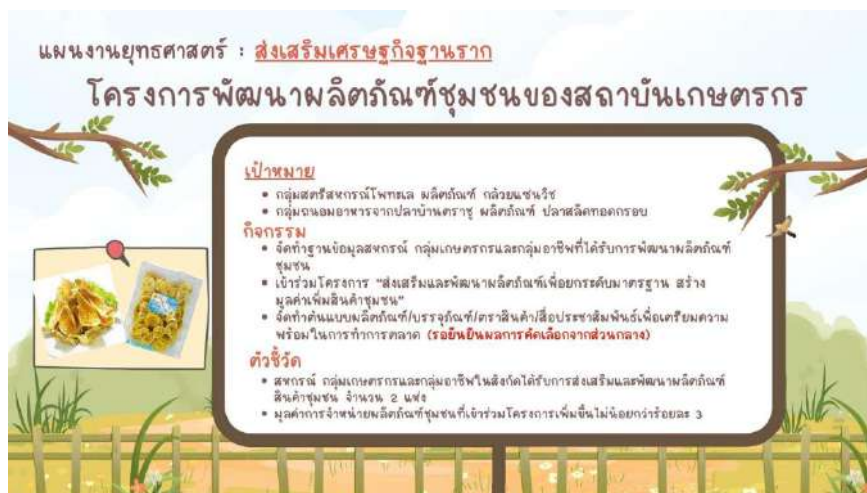 แผนงานยุทธศาสตร์ : ส่งเสริมเศรษฐกิจฐานราก
โครงการพัฒนาผลิตภัณฑ์ชุมชนของสถาบันเกษตรกร
เป้าหมาย
• กลุ่มสตรีสหกรณ์โพทะเล ผลิตภัณฑ์ กล้วยแซนวิช
• กลุ่มถนอมอาหารจากปลาบ้านตราชู ผลิตภัณฑ์ ปลาสลิดทอดกรอบ
กิจกรรม
• จัดทำฐานข้อมูลสหกรณ์ กลุ่มเกษตรกรและกลุ่มอาชีพที่ได้รับการพัฒนาผลิตภัณฑ์
ชุมชน
• เข้าร่วมโครงการ "ส่งเสริมและพัฒนาผลิตภัณฑ์เพื่อยกระดับมาตรฐาน สร้าง
มูลค่าเพิ่มสินค้าชุมชน"
• จัดทำต้นแบบผลิตภัณฑ์/บรรจุภัณฑ์/ตราสินค้า/สื่อประชาสัมพันธ์เพื่อเตรียมความ
พร้อมในการทำการตลาด (รอยืนยันผลการคัดเลือกจากส่วนกลาง)
ตัวชี้วัด
• สหกรณ์ กลุ่มเกษตรกรและกลุ่มอาชีพในสังกัดได้รับการส่งเสริมและพัฒนาผลิตภัณฑ์
สินค้าชุมชน จำนวน 2 แห่ง
• มูลค่าการจำหน่ายผลิตภัณฑ์ชุมชนที่เข้าร่วมโครงการเพิ่มขึ้นไม่น้อยกว่าร้อยละ 3